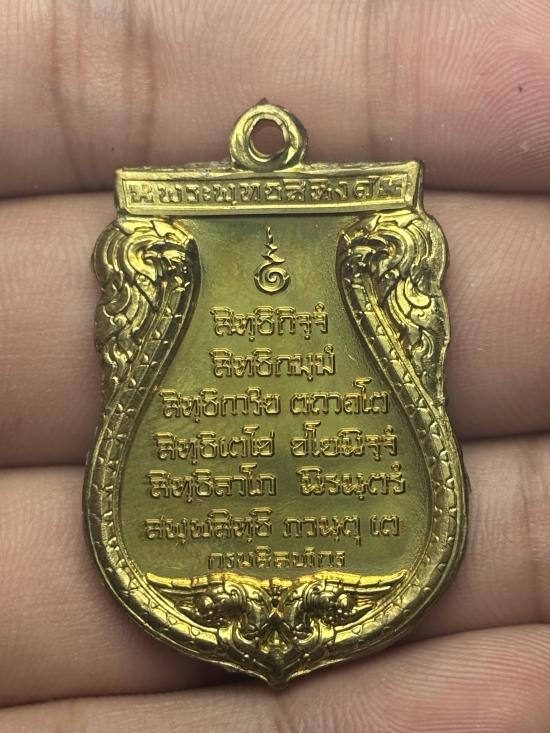 พระพุทธสิหิงค์
สิทฺธิกิจฺจํ
สิทฺธิกมฺมํ
สิทฺธิการิย ตถาคโต
สิทฺธิเตโช ชโยนิจฺจํ
สิทฺธิลาโภ นิรนฺตรํ
สพฺพสิทฺธิ ภวนฺตุ เต
กรมศิลปากร